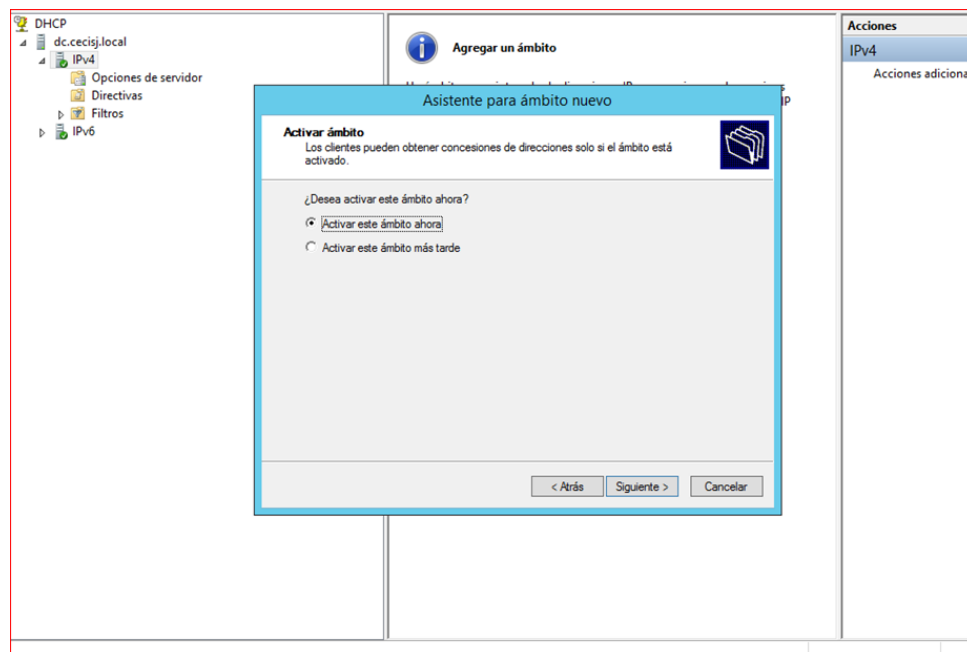 DHCP
dc.cecisj.local
IPv4
Opciones de servidor
Directivas
Filtros
IPv6
Agregar un ámbito
IP
Asistente para ámbito nuevo
Activar ámbito
Los clientes pueden obtener concesiones de direcciones solo si el ámbito está
activado.
¿Desea activar este ámbito ahora?
Activar este ámbito ahora
Activar este ámbito más tarde
< Atrás
Siguiente >
Cancelar
Acciones
IPv4
Acciones adiciona